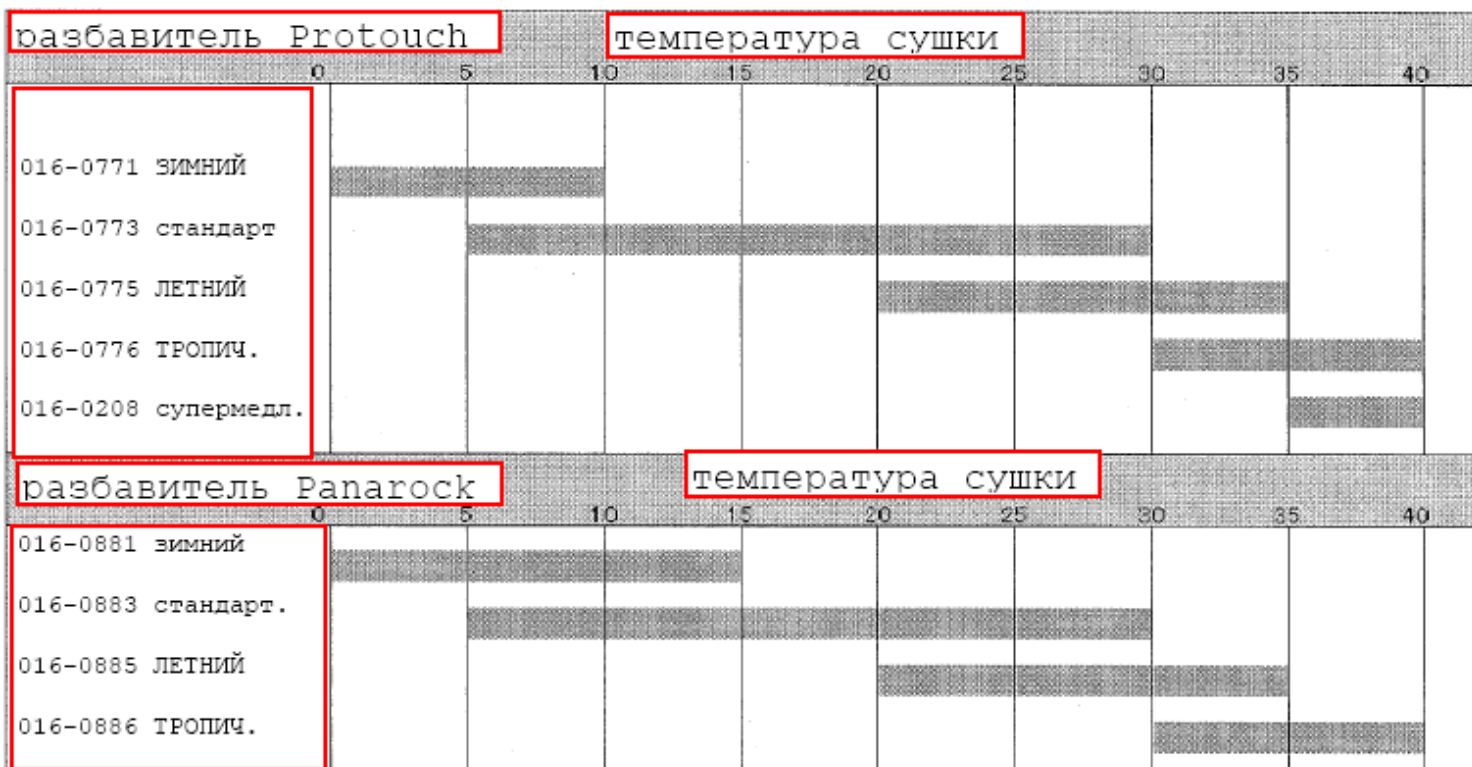 разбавитель Protouch температура сушки
0 5 10 15 20 25 30 35 40
016-0771 ЗИМНИЙ
016-0773 стандарт
016-0775 ЛЕТНИЙ
016-0776 ТРОПИЧ.
016-0208 супермедл.
разбавитель Panarock температура сушки
0 5 10 15 20 25 30 35 40
016-0881 зимний
016-0883 стандарт.
016-0885 ЛЕТНИЙ
016-0886 ТРОПИЧ.